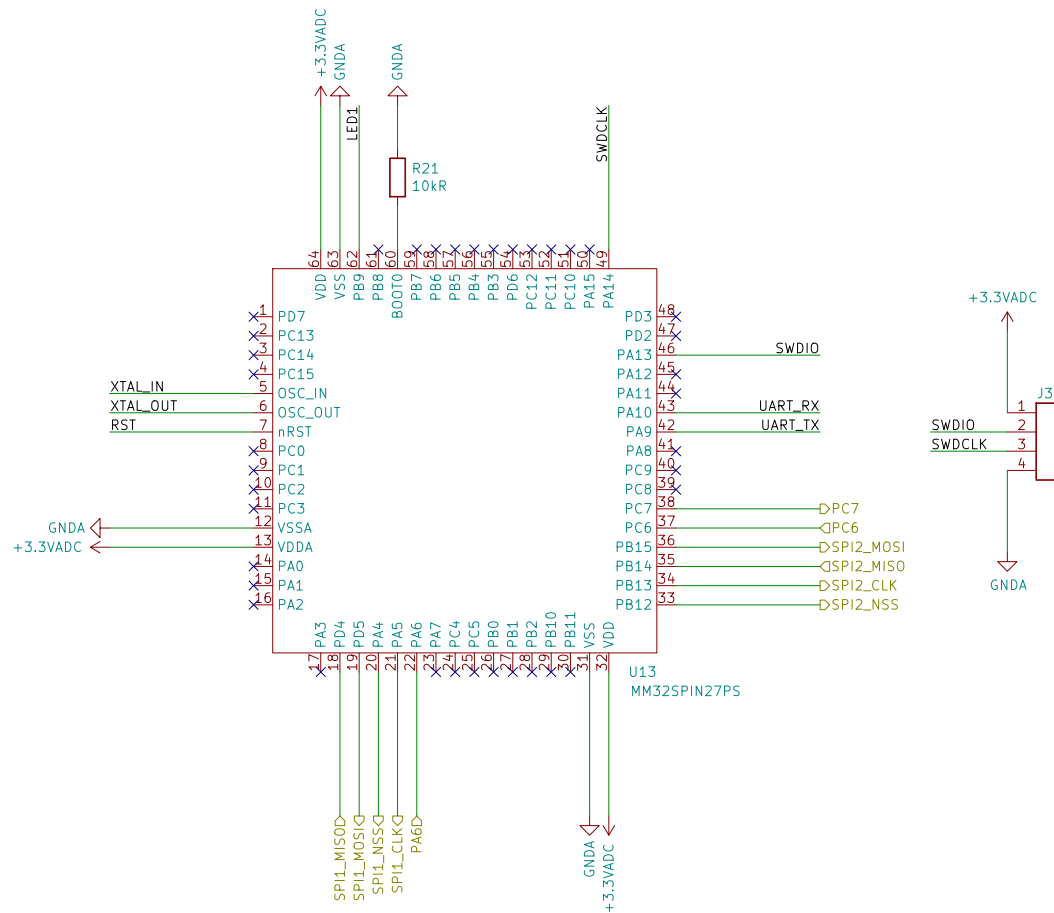 +3.3VADC
GNDA
LED1
GNDA
R21
10kR
SWDCLK
64 63 62 61 60 59 58 57 56 55 54 53 52 51 50 49
VDD VSS PB9 PB8 BOOT0 PB7 PB6 PB5 PB4 PB3 PD6 PC12 PC11 PC10 PA15 PA14
1 PD7
2 PC13
3 PC14
4 PC15
XTAL_IN 5 OSC_IN
XTAL_OUT 6 OSC_OUT
RST 7 nRST
8 PC0
9 PC1
10 PC2
11 PC3
GNDA 12 VSSA
+3.3VADC 13 VDDA
14 PA0
15 PA1
16 PA2
PD3 48
PD2 47
PA13 46 SWDIO
PA12 45
PA11 44
PA10 43 UART_RX
PA9 42 UART_TX
PA8 41
PC9 40
PC8 39
PC7 38 PC7
PC6 37 PC6
PB15 36 SPI2_MOSI
PB14 35 SPI2_MISO
PB13 34 SPI2_CLK
PB12 33 SPI2_NSS
PA3 PD4 PD5 PA4 PA5 PA6 PA7 PC4 PC5 PB0 PB1 PB2 PB10 PB11 VSS VDD
17 18 19 20 21 22 23 24 25 26 27 28 29 30 31 32
U13
MM32SPIN27PS
SPI1_MISO
SPI1_MOSI
SPI1_NSS
SPI1_CLK
PA6
GNDA
+3.3VADC
+3.3VADC
J3
1
SWDIO 2
SWDCLK 3
4
GNDA